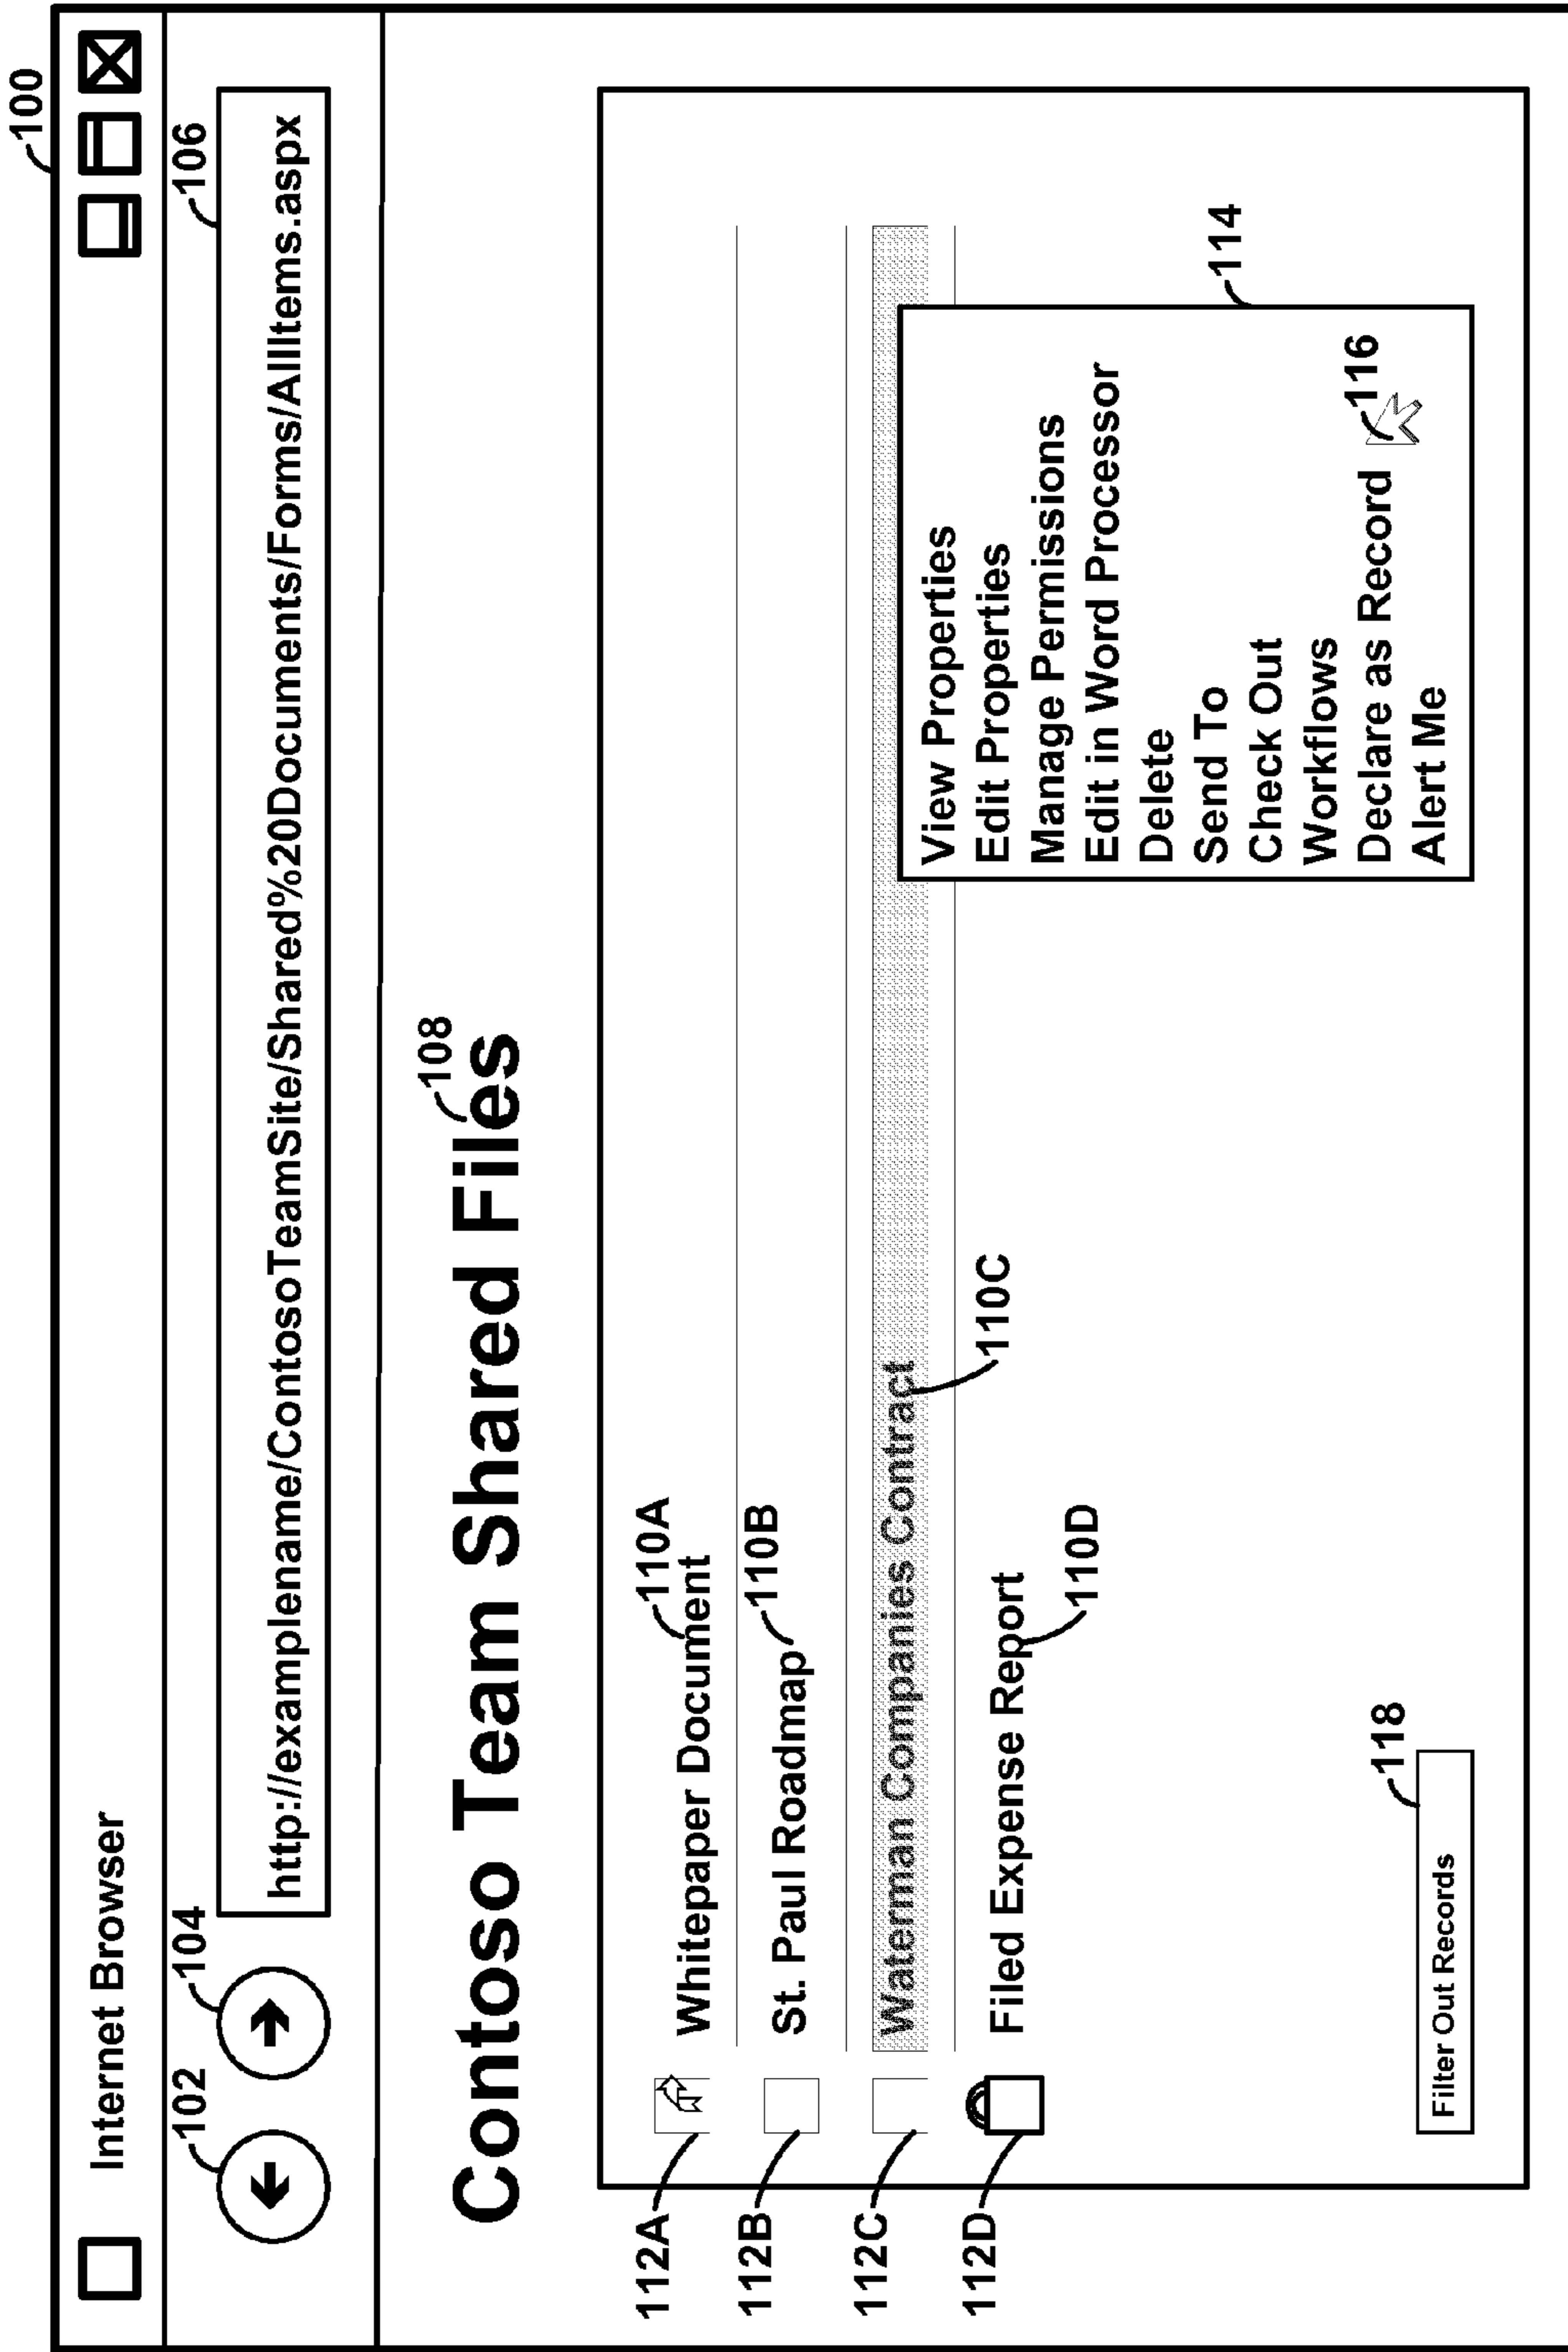 100
Internet Browser
102
104
106
http://examplename/ContosoTeamSite/Shared%20Documents/Forms/AllItems.aspx
Contoso Team Shared Files
108
112A
Whitepaper Document
110A
112B
St. Paul Roadmap
110B
112C
Waterman Companies Contract
110C
112D
Filed Expense Report
110D
View Properties
Edit Properties
Manage Permissions
Edit in Word Processor
Delete
Send To
Check Out
Workflows
Declare as Record
Alert Me
114
116
Filter Out Records
118